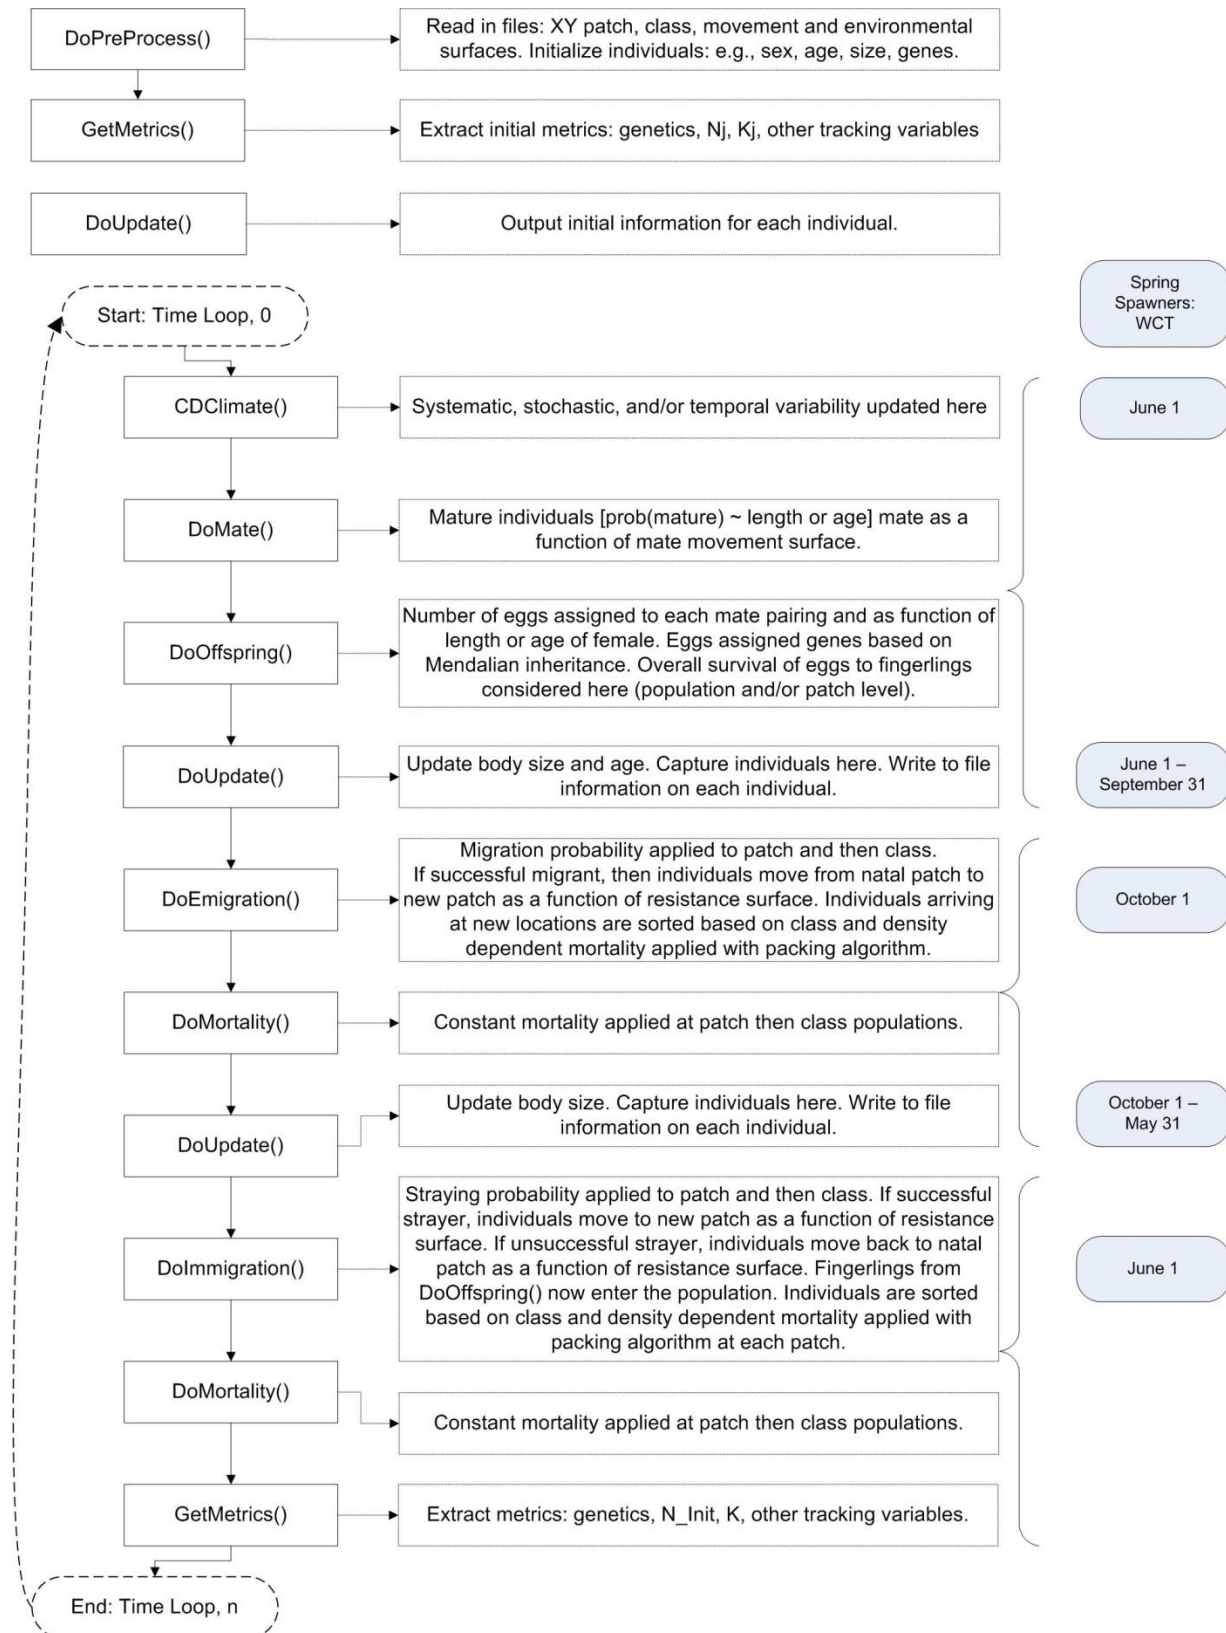 DoPreProcess()
Read in files: XY patch, class, movement and environmental
surfaces. Initialize individuals: e.g., sex, age, size, genes.
GetMetrics()
Extract initial metrics: genetics, Nj, Kj, other tracking variables
DoUpdate()
Output initial information for each individual.
Spring
Spawners:
WCT
Start: Time Loop, 0
CDClimate()
Systematic, stochastic, and/or temporal variability updated here
June 1
DoMate()
Mature individuals [prob(mature) ~ length or age] mate as a
function of mate movement surface.
DoOffspring()
Number of eggs assigned to each mate pairing and as function of
length or age of female. Eggs assigned genes based on
Mendalian inheritance. Overall survival of eggs to fingerlings
considered here (population and/or patch level).
DoUpdate()
Update body size and age. Capture individuals here. Write to file
information on each individual.
June 1 –
September 31
DoEmigration()
Migration probability applied to patch and then class.
If successful migrant, then individuals move from natal patch to
new patch as a function of resistance surface. Individuals arriving
at new locations are sorted based on class and density
dependent mortality applied with packing algorithm.
October 1
DoMortality()
Constant mortality applied at patch then class populations.
DoUpdate()
Update body size. Capture individuals here. Write to file
information on each individual.
October 1 –
May 31
DoImmigration()
Straying probability applied to patch and then class. If successful
strayer, individuals move to new patch as a function of resistance
surface. If unsuccessful strayer, individuals move back to natal
patch as a function of resistance surface. Fingerlings from
DoOffspring() now enter the population. Individuals are sorted
based on class and density dependent mortality applied with
packing algorithm at each patch.
June 1
DoMortality()
Constant mortality applied at patch then class populations.
GetMetrics()
Extract metrics: genetics, N_Init, K, other tracking variables.
End: Time Loop, n